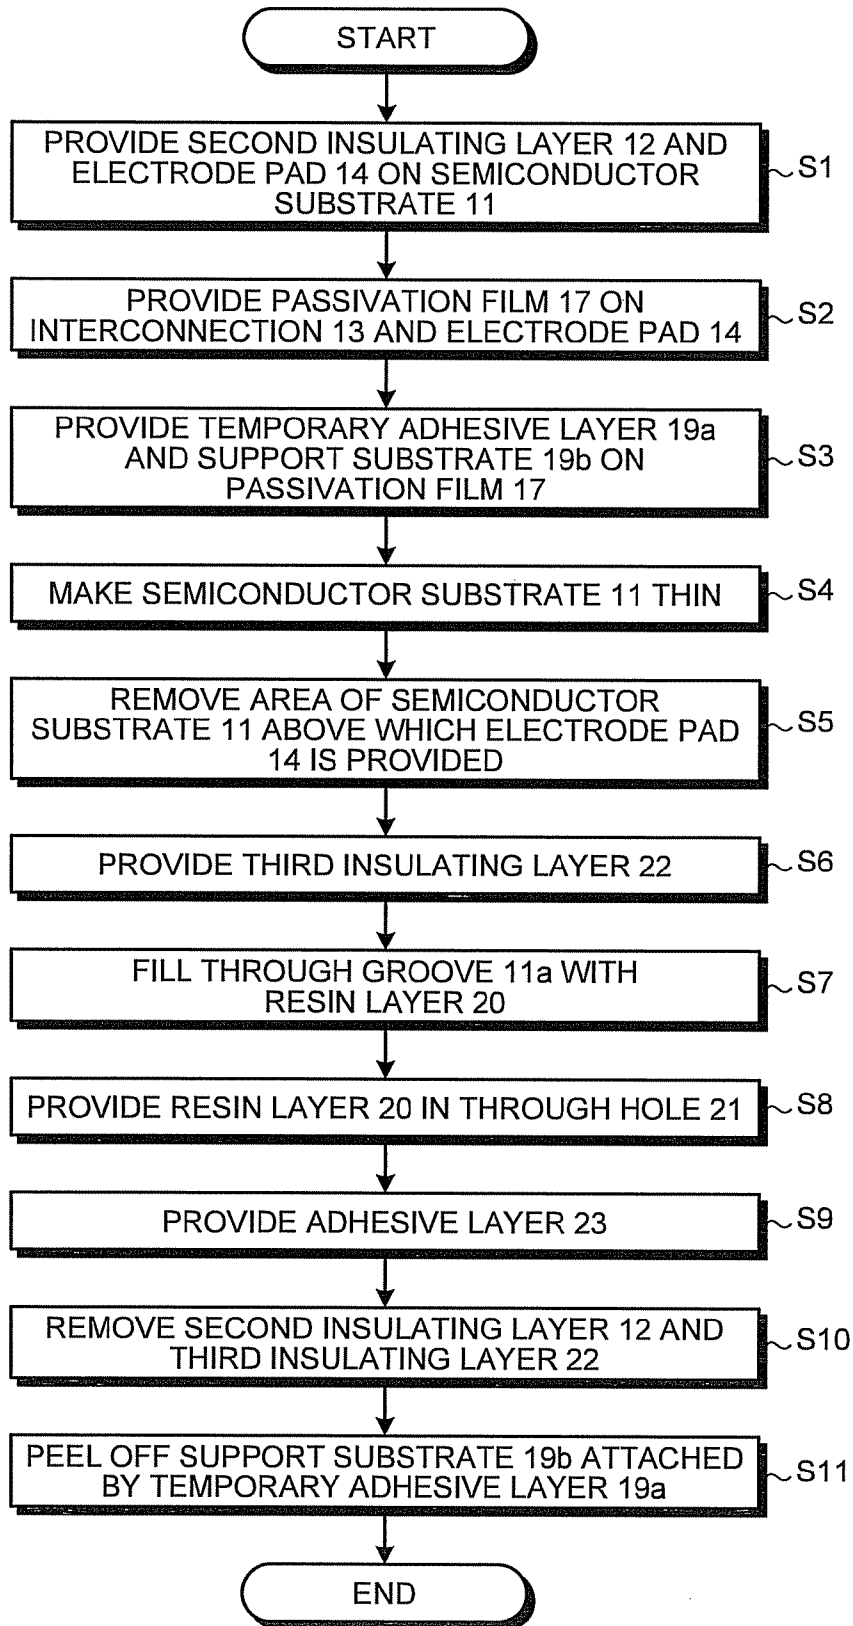 START
PROVIDE SECOND INSULATING LAYER 12 AND
ELECTRODE PAD 14 ON SEMICONDUCTOR
SUBSTRATE 11
S1
PROVIDE PASSIVATION FILM 17 ON
INTERCONNECTION 13 AND ELECTRODE PAD 14
S2
PROVIDE TEMPORARY ADHESIVE LAYER 19a
AND SUPPORT SUBSTRATE 19b ON
PASSIVATION FILM 17
S3
MAKE SEMICONDUCTOR SUBSTRATE 11 THIN
S4
REMOVE AREA OF SEMICONDUCTOR
SUBSTRATE 11 ABOVE WHICH ELECTRODE PAD
14 IS PROVIDED
S5
PROVIDE THIRD INSULATING LAYER 22
S6
FILL THROUGH GROOVE 11a WITH
RESIN LAYER 20
S7
PROVIDE RESIN LAYER 20 IN THROUGH HOLE 21
S8
PROVIDE ADHESIVE LAYER 23
S9
REMOVE SECOND INSULATING LAYER 12 AND
THIRD INSULATING LAYER 22
S10
PEEL OFF SUPPORT SUBSTRATE 19b ATTACHED
BY TEMPORARY ADHESIVE LAYER 19a
S11
END